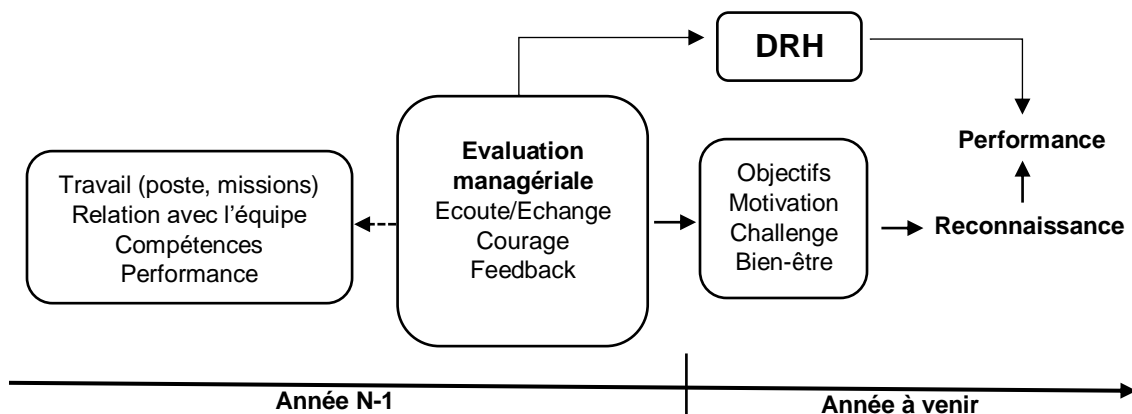 DRH
Evaluation
managériale
Ecoute/Echange
Courage
Feedback
Travail (poste, missions)
Relation avec l'équipe
Compétences
Performance
Objectifs
Motivation
Challenge
Bien-être
Performance
Reconnaissance
Année N-1
Année à venir